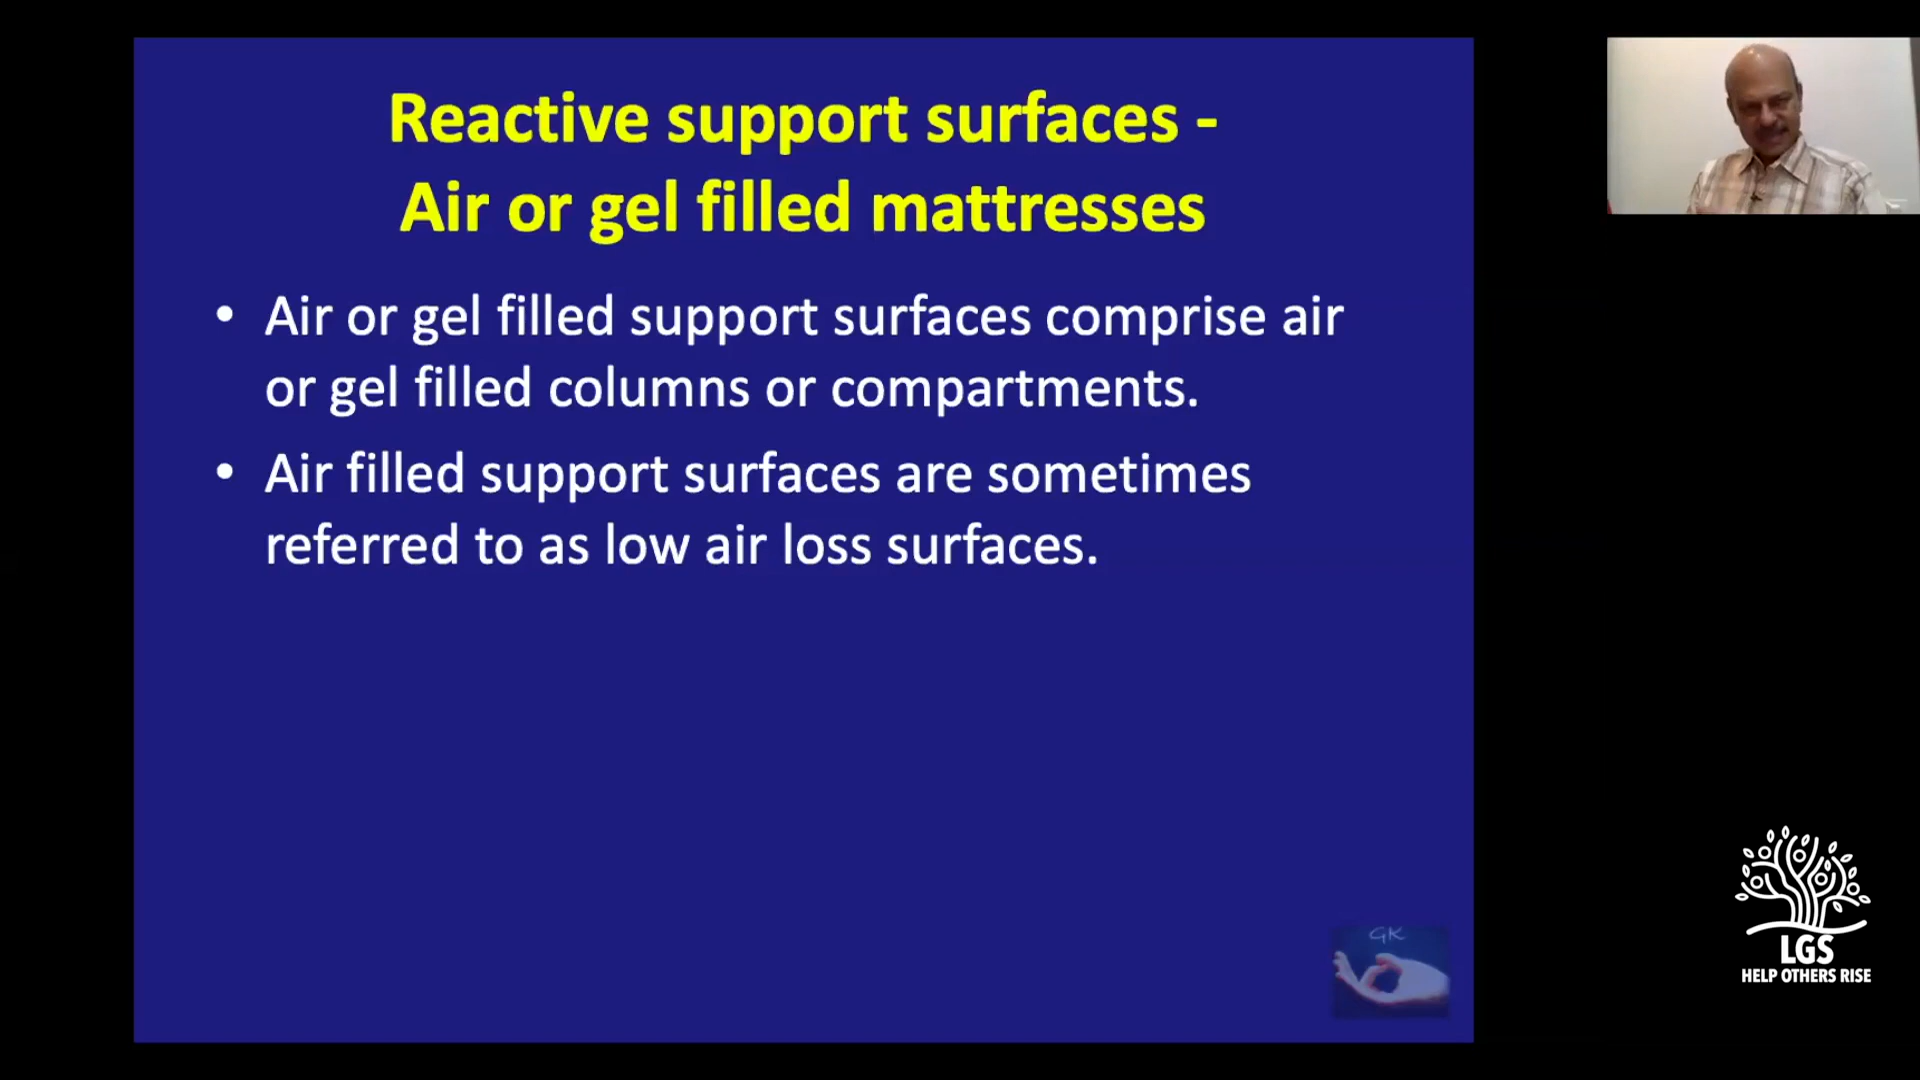 Reactive support surfaces -
Air or gel filled mattresses
• Air or gel filled support surfaces comprise air
or gel filled columns or compartments.
• Air filled support surfaces are sometimes
referred to as low air loss surfaces.
GK
LGS
HELP OTHERS RISE